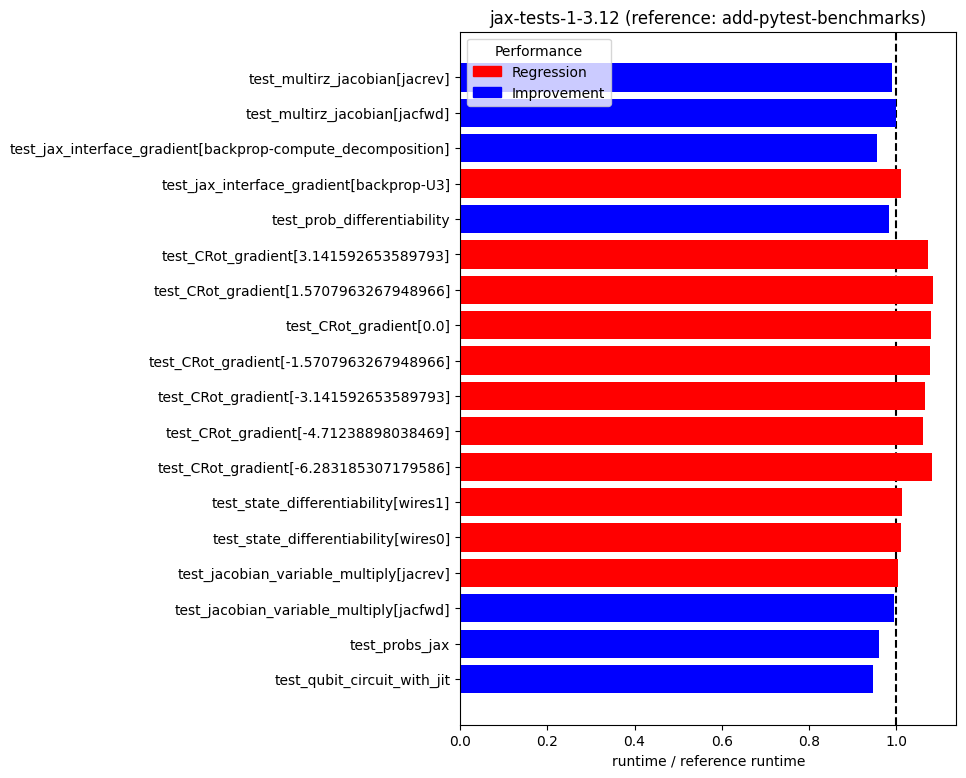 jax-tests-1-3.12 (reference: add-pytest-benchmarks)
Performance
Regression
Improvement
test_multirz_jacobian[jacrev]
test_multirz_jacobian[jacfwd]
test_jax_interface_gradient[backprop-compute_decomposition]
test_jax_interface_gradient[backprop-U3]
test_prob_differentiability
test_CRot_gradient[3.141592653589793]
test_CRot_gradient[1.5707963267948966]
test_CRot_gradient[0.0]
test_CRot_gradient[-1.5707963267948966]
test_CRot_gradient[-3.141592653589793]
test_CRot_gradient[-4.71238898038469]
test_CRot_gradient[-6.283185307179586]
test_state_differentiability[wires1]
test_state_differentiability[wires0]
test_jacobian_variable_multiply[jacrev]
test_jacobian_variable_multiply[jacfwd]
test_probs_jax
test_qubit_circuit_with_jit
0.0 0.2 0.4 0.6 0.8 1.0
runtime / reference runtime